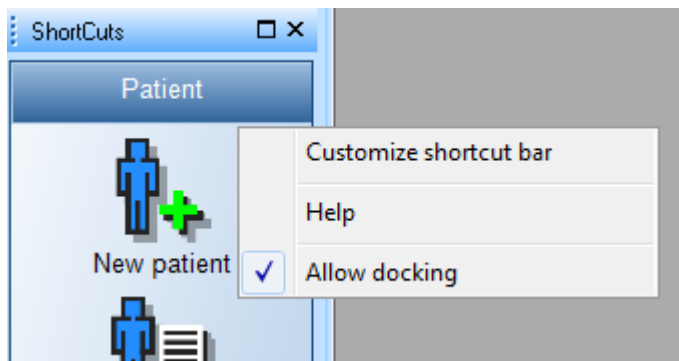 ShortCuts
Patient
Customize shortcut bar
Help
New patient
Allow docking